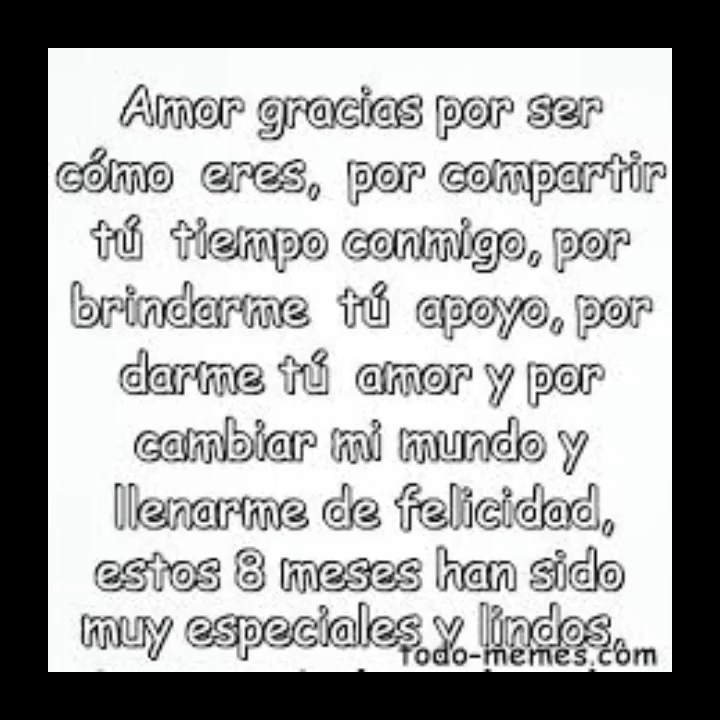 Amor gracias por ser
cómo eres, por compartir
tú tiempo conmigo, por
brindarme tú apoyo, por
darme tú amor y por
cambiar mi mundo y
llenarme de felicidad,
estos 8 meses han sido
muy especiales y lindos,
todo-memes.com